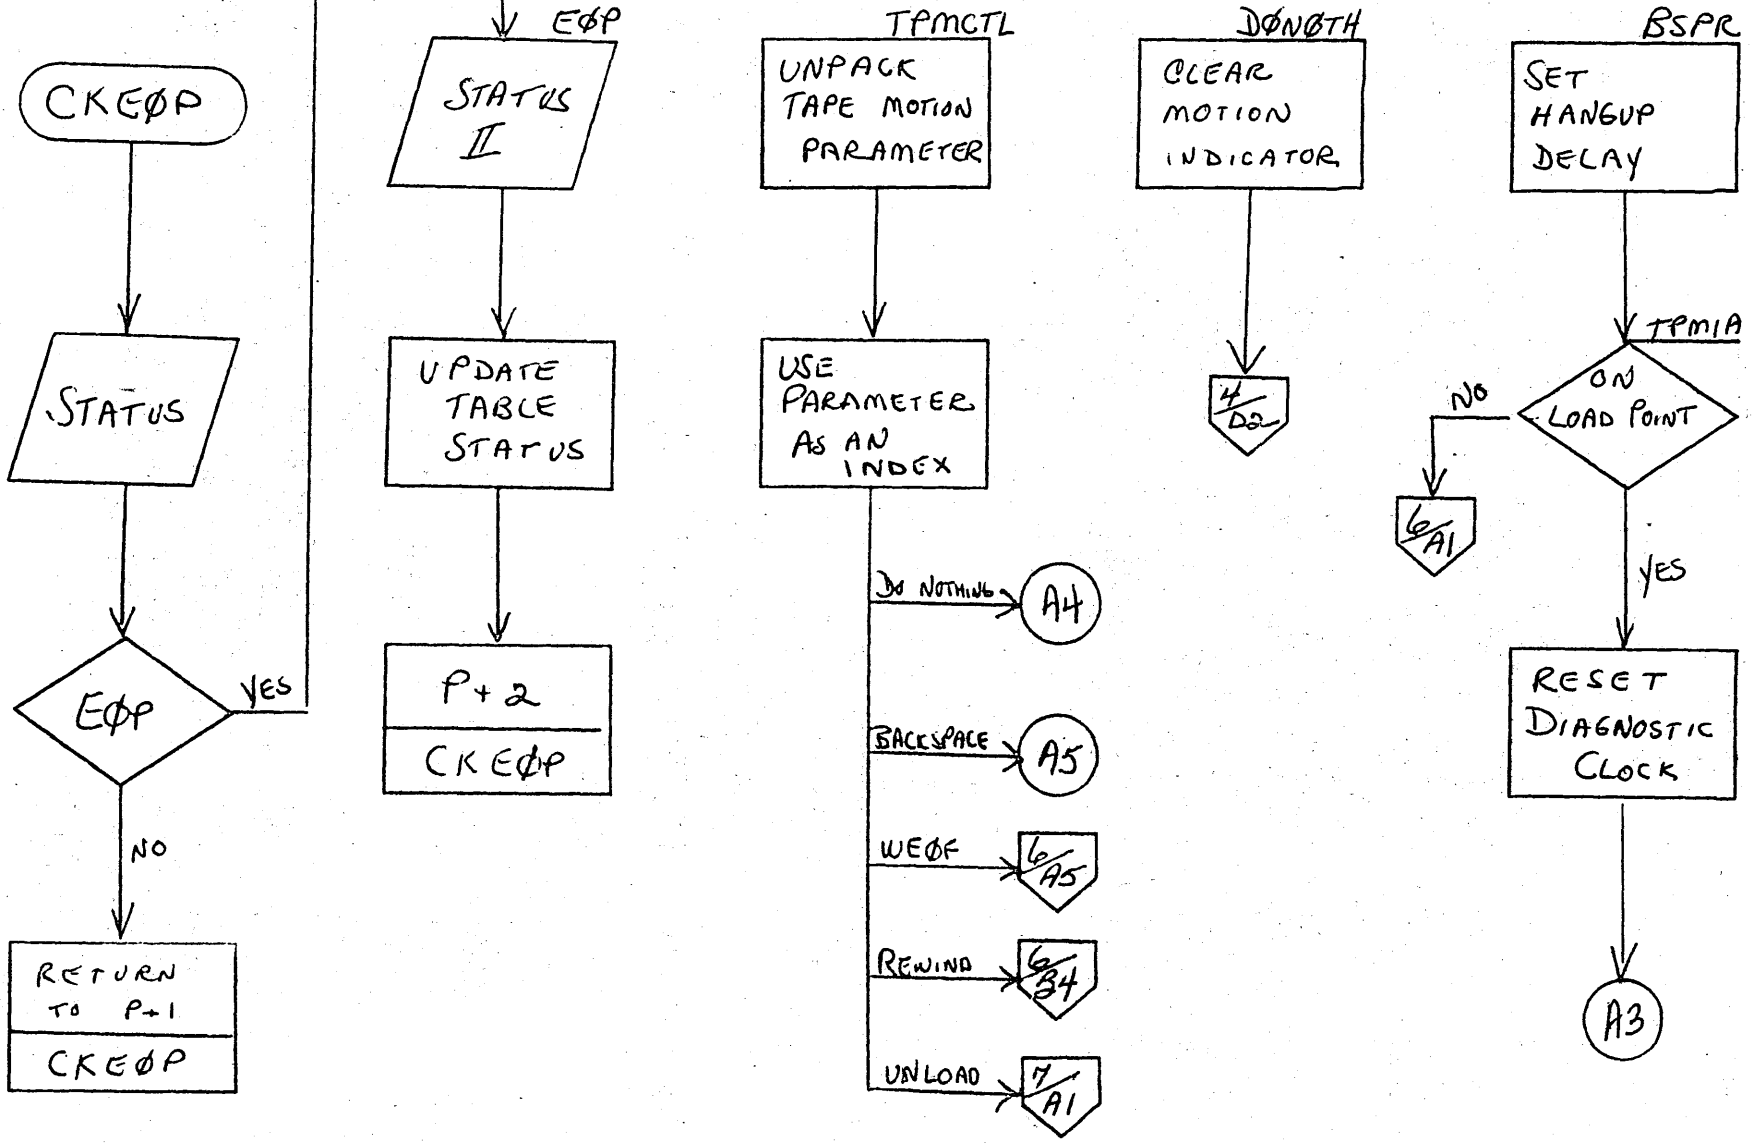 CKEØP
STATUS
EØP
YES
NO
RETURN
TO P+1
CKEØP
EØP
STATUS
II
UPDATE
TABLE
STATUS
P+2
CKEØP
TPMCTL
UNPACK
TAPE MOTION
PARAMETER
USE
PARAMETER
AS AN
INDEX
DO NOTHING
A4
BACKSPACE
A5
WEØF
6/A5
REWIND
6/B4
UNLOAD
7/A1
DØNØTH
CLEAR
MOTION
INDICATOR
4/D2
BSPR
SET
HANGUP
DELAY
TPM1A
ON
LOAD POINT
NO
6/A1
YES
RESET
DIAGNOSTIC
CLOCK
A3